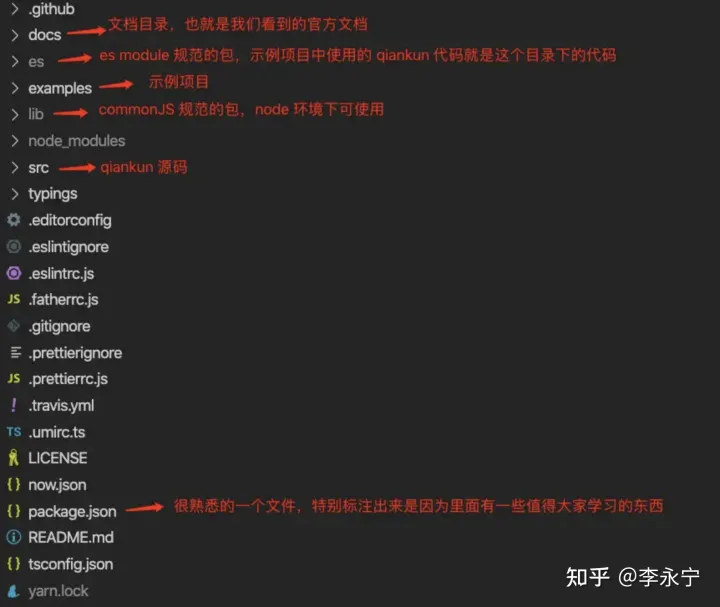 .github
docs 文档目录，也就是我们看到的官方文档
es es module 规范的包，示例项目中使用的 qiankun 代码就是这个目录下的代码
examples 示例项目
lib commonJS 规范的包，node 环境下可使用
node_modules
src qiankun 源码
typings
.editorconfig
.eslintignore
.eslintrc.js
JS .fatherrc.js
.gitignore
.prettierignore
JS .prettierrc.js
! .travis.yml
TS .umirc.ts
LICENSE
{} now.json
{} package.json 很熟悉的一个文件，特别标注出来是因为里面有一些值得大家学习的东西
README.md
{} tsconfig.json
yarn.lock
知乎 @李永宁